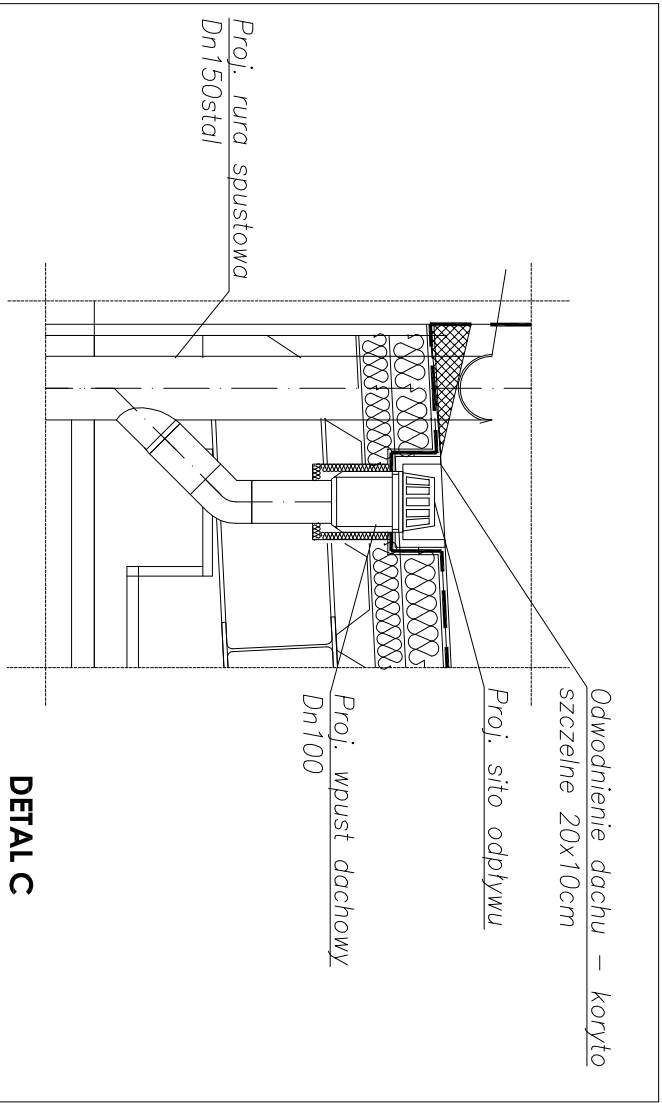 Odwodnienie dachu – koryto
szczelne 20x10cm
Proj. sito odpływu
Proj. wpust dachowy
Dn100
Proj. rura spustowa
Dn150stal
DETAL C